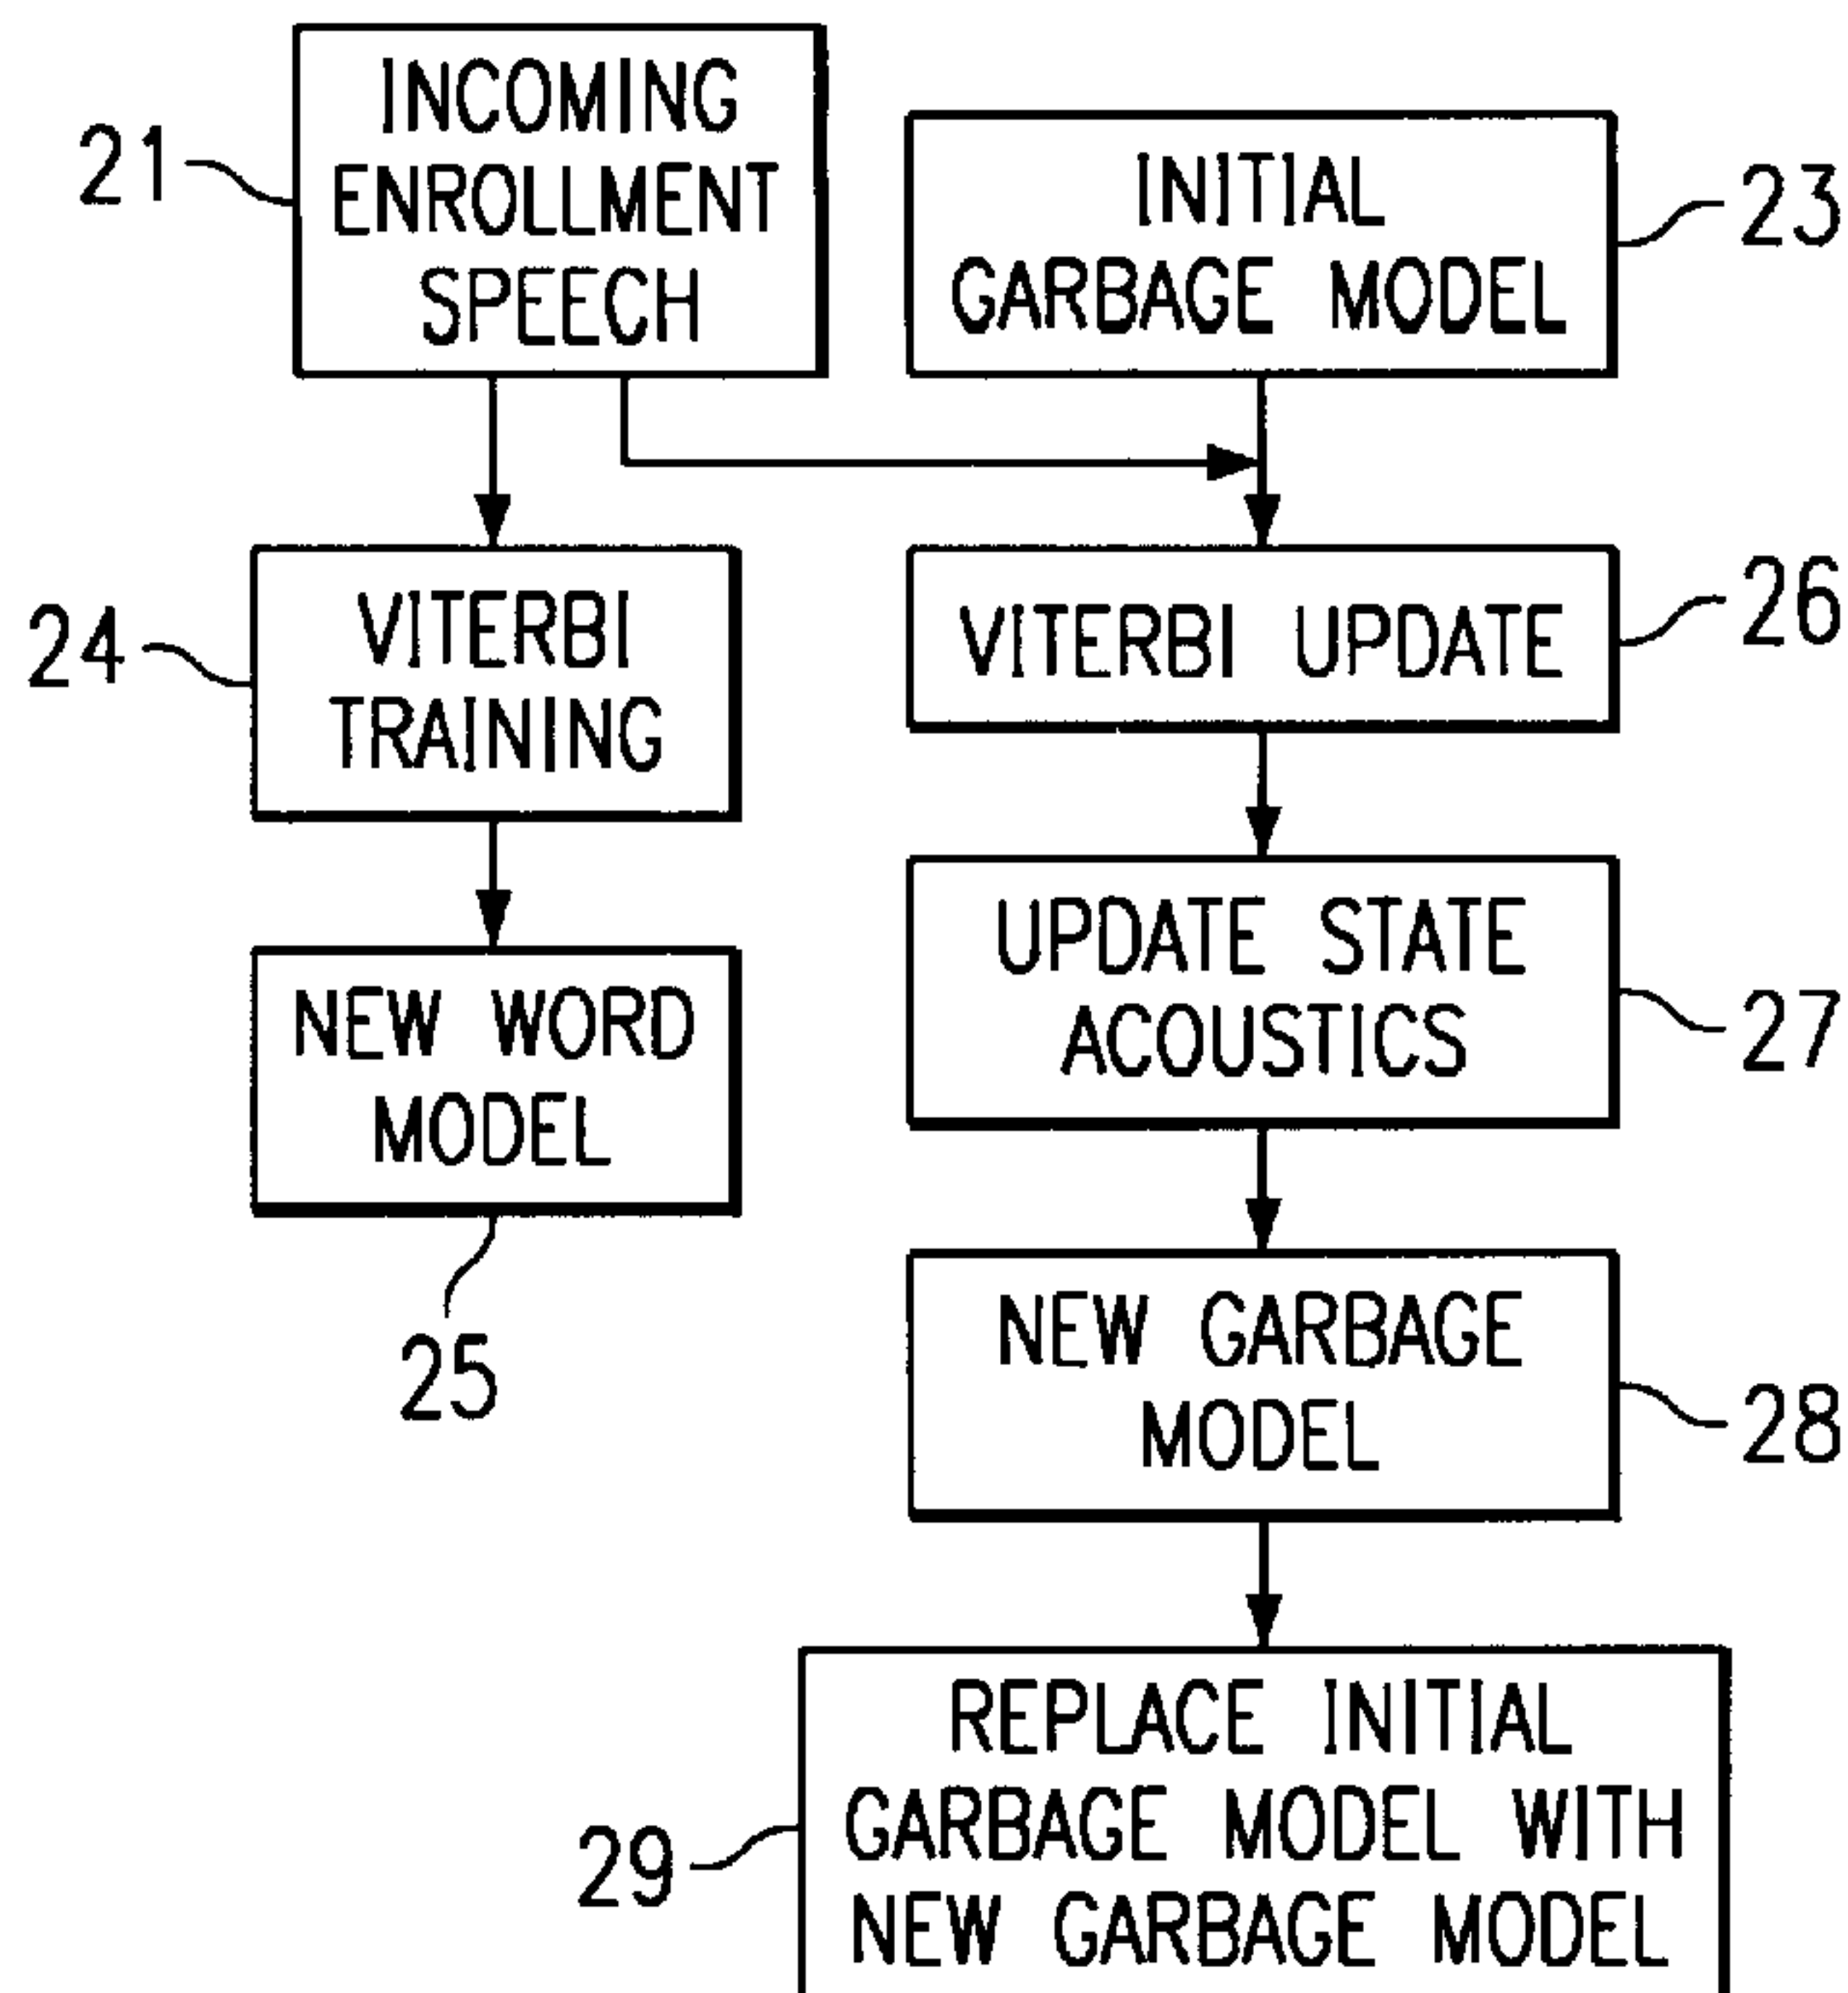 INCOMING
ENROLLMENT
SPEECH
21
INITIAL
GARBAGE MODEL
23
VITERBI
TRAINING
24
VITERBI UPDATE
26
NEW WORD
MODEL
25
UPDATE STATE
ACOUSTICS
27
NEW GARBAGE
MODEL
28
REPLACE INITIAL
GARBAGE MODEL WITH
NEW GARBAGE MODEL
29